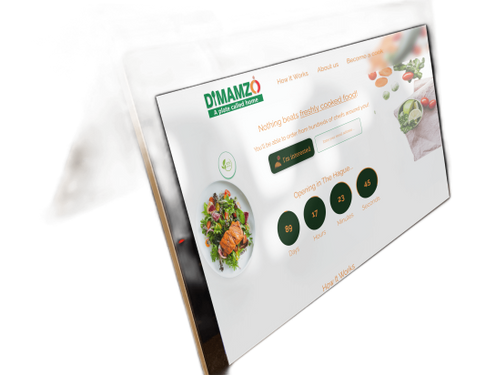 D'MAMZO
A plate called home
How it Works
About us
Become
Nothing beats freshly cooked food!
You'll be able to order from hundreds of chefs around you!
I'm interested
Opening in The Hague
89
17
23
45
Days
Hours
Minutes
Seconds
How it Works